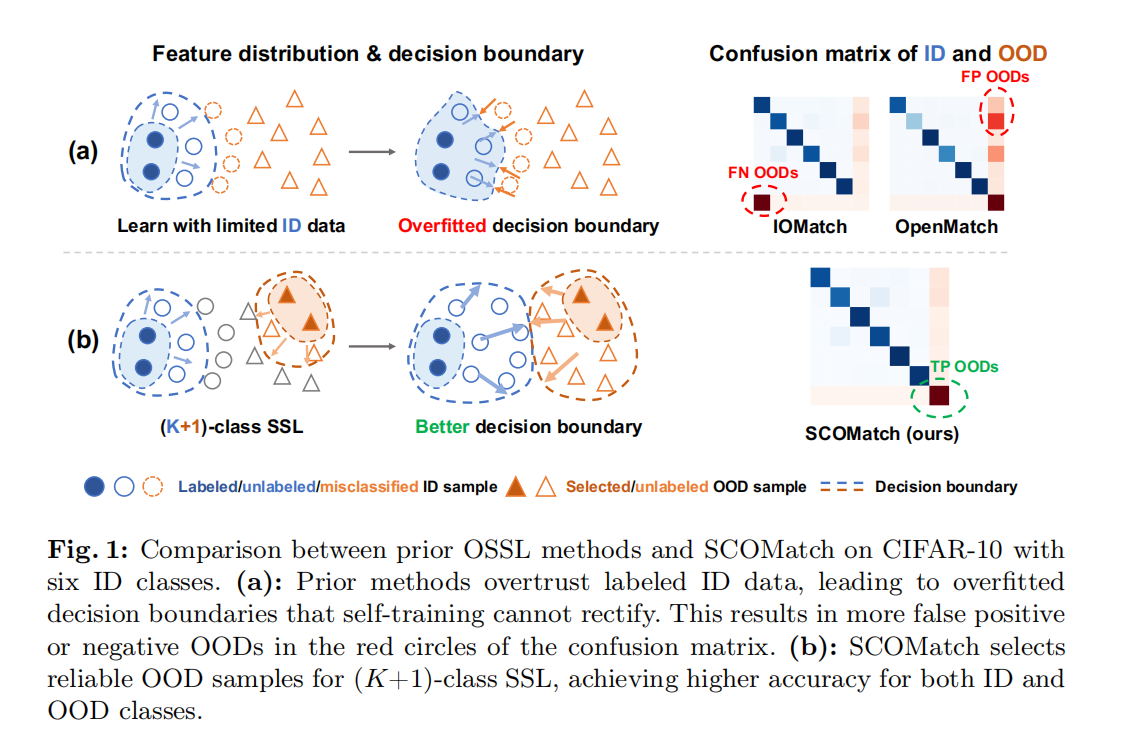 Feature distribution & decision boundary
Confusion matrix of ID and OOD
FP OODs
(a)
FN OODs
Learn with limited ID data
Overfitted decision boundary
IOMatch
OpenMatch
(b)
TP OODs
(K+1)-class SSL
Better decision boundary
SCOMatch (ours)
Labeled/unlabeled/misclassified ID sample
Selected/unlabeled OOD sample
Decision boundary
Fig. 1: Comparison between prior OSSL methods and SCOMatch on CIFAR-10 with
six ID classes. (a): Prior methods overtrust labeled ID data, leading to overfitted
decision boundaries that self-training cannot rectify. This results in more false positive
or negative OODs in the red circles of the confusion matrix. (b): SCOMatch selects
reliable OOD samples for (K+1)-class SSL, achieving higher accuracy for both ID and
OOD classes.